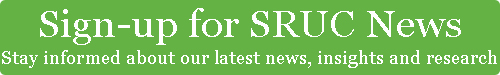 Sign-up for SRUC News
Stay informed about our latest news, insights and research